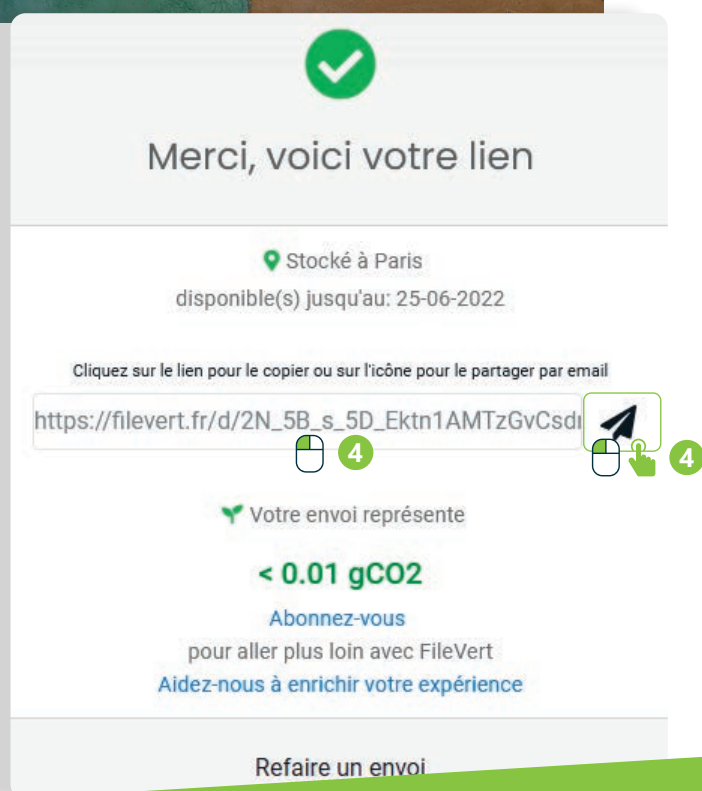 Merci, voici votre lien
Stocké à Paris
disponible(s) jusqu'au: 25-06-2022
Cliquez sur le lien pour le copier ou sur l'icône pour le partager par email
https://filevert.fr/d/2N_5B_s_5D_Ektn1AMTzGvCsd
4
4
Votre envoi représente
< 0.01 gCO2
Abonnez-vous
pour aller plus loin avec FileVert
Aidez-nous à enrichir votre expérience
Refaire un envoi